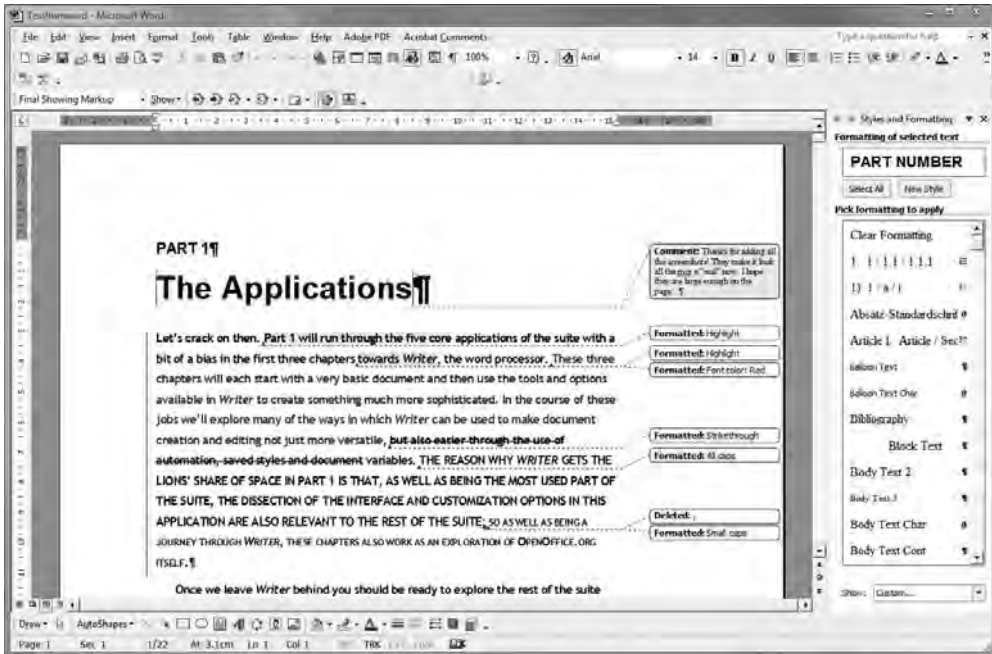 Testforword - Microsoft Word
File Edit View Insert Format Tools Table Window Help Adobe PDF Acrobat Comments
Type a question for help
100%
Arial
14
B I U
Final Showing Markup Show
Styles and Formatting
Formatting of selected text
PART NUMBER
Select All New Style
Pick formatting to apply
Clear Formatting
1 / 1.1 / 1.1.1
1) / a / i
Article / Sec
Balloon Text
Balloon Text Char
Bibliography
Block Text
Body Text 2
Body Text 3
Body Text Char
Body Text Cont
Show: Custom...
PART 1¶
The Applications¶
Let's crack on then. Part 1 will run through the five core applications of the suite with a
bit of a bias in the first three chapters towards Writer, the word processor. These three
chapters will each start with a very basic document and then use the tools and options
available in Writer to create something much more sophisticated. In the course of these
jobs we'll explore many of the ways in which Writer can be used to make document
creation and editing not just more versatile, but also easier through the use of
automation, saved styles and document variables. THE REASON WHY WRITER GETS THE
LIONS' SHARE OF SPACE IN PART 1 IS THAT, AS WELL AS BEING THE MOST USED PART OF
THE SUITE, THE DISSECTION OF THE INTERFACE AND CUSTOMIZATION OPTIONS IN THIS
APPLICATION ARE ALSO RELEVANT TO THE REST OF THE SUITE; SO AS WELL AS BEING A
JOURNEY THROUGH WRITER, THESE CHAPTERS ALSO WORK AS AN EXPLORATION OF OPENOFFICE.ORG
ITSELF.¶
Once we leave Writer behind you should be ready to explore the rest of the suite
Comment: Thanks for adding all
the screenshots! They make it look
all the more "real" now. I hope
they are large enough on the
page. ¶
Formatted: Highlight
Formatted: Highlight
Formatted: Font color: Red
Formatted: Strikethrough
Formatted: All caps
Deleted: ,
Formatted: Small caps
Draw AutoShapes
Page 1 Sec 1 1/22 At 3.1cm Ln 1 Col 1 TRK